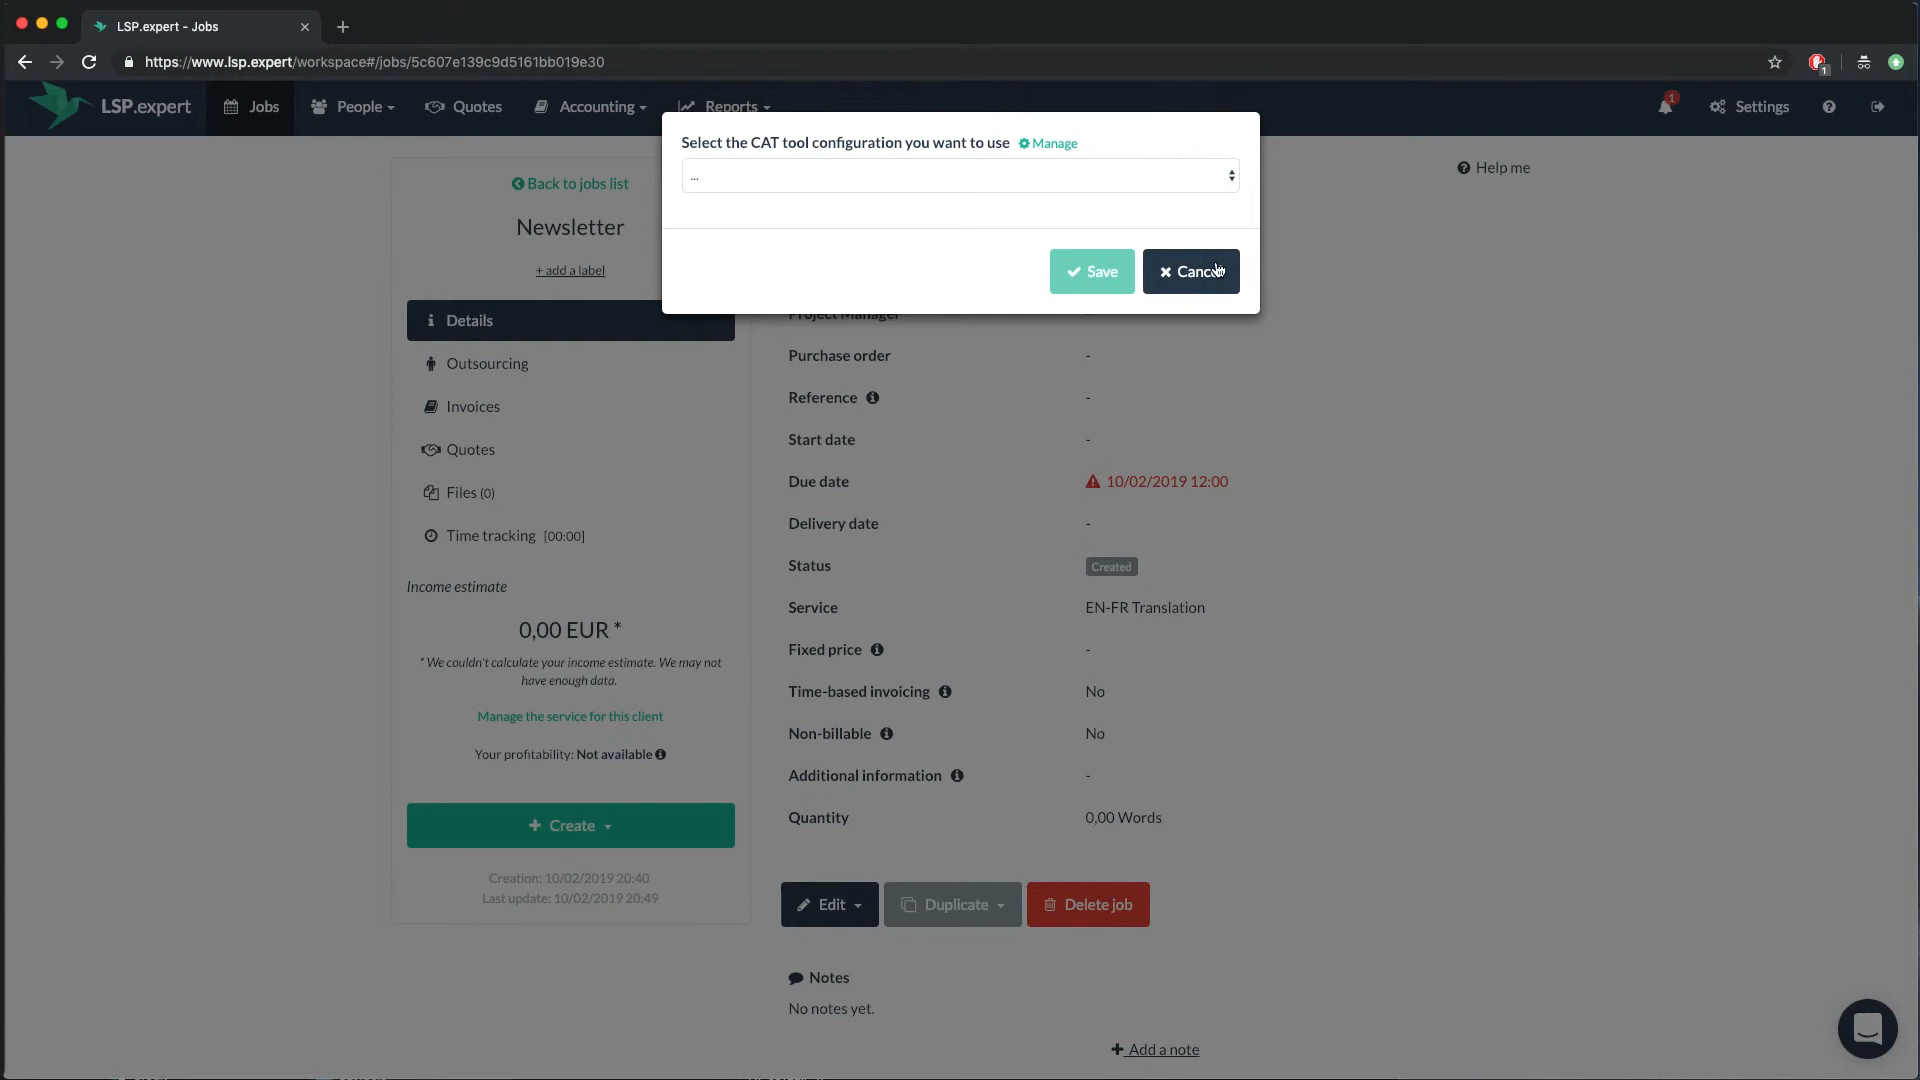 LSP.expert - Jobs
https://www.lsp.expert/workspace#/jobs/5c607e139c9d5161bb019e30
1
LSP.expert
Jobs
People
Quotes
Accounting
Reports
1
Settings
Select the CAT tool configuration you want to use Manage
...
Save
Cancel
Help me
Back to jobs list
Newsletter
+ add a label
Details
Outsourcing
Invoices
Quotes
Files (0)
Time tracking [00:00]
Income estimate
0,00 EUR *
* We couldn't calculate your income estimate. We may not
have enough data.
Manage the service for this client
Your profitability: Not available
+ Create
Creation: 10/02/2019 20:40
Last update: 10/02/2019 20:49
Project Manager
Purchase order -
Reference -
Start date -
Due date 10/02/2019 12:00
Delivery date -
Status Created
Service EN-FR Translation
Fixed price -
Time-based invoicing No
Non-billable No
Additional information -
Quantity 0,00 Words
Edit
Duplicate
Delete job
Notes
No notes yet.
+ Add a note